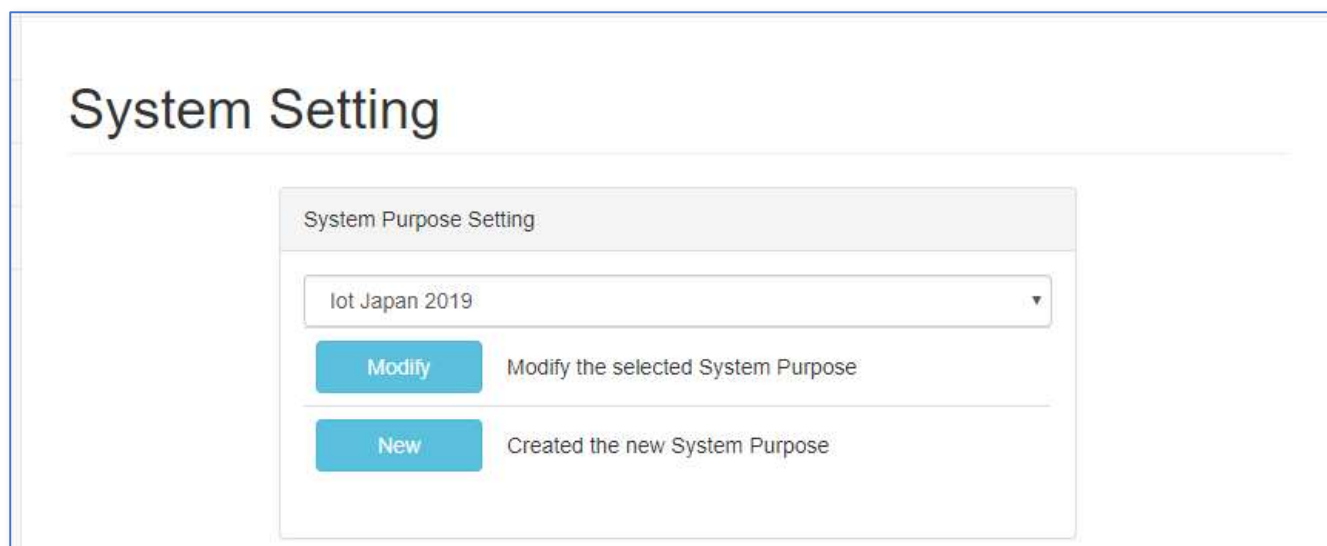 System Setting
System Purpose Setting
Iot Japan 2019
Modify Modify the selected System Purpose
New Created the new System Purpose